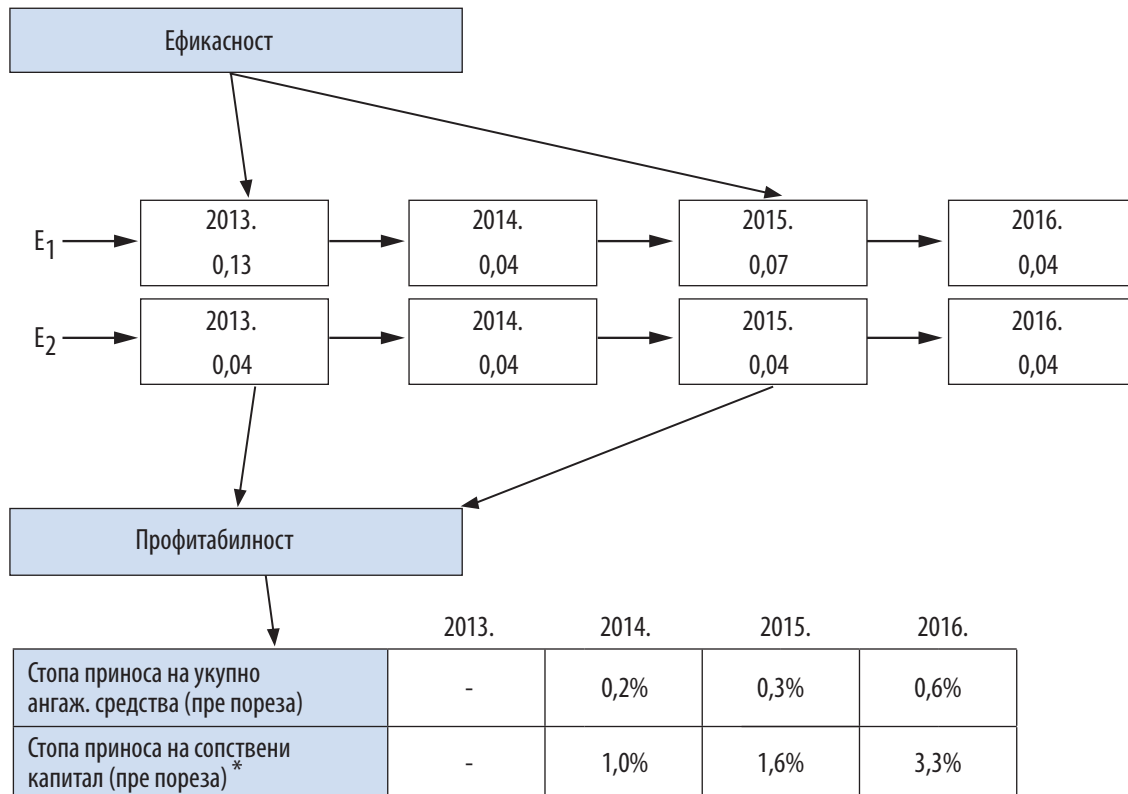 Ефикасност
2013. 2014. 2015. 2016.
E1 0,13 0,04 0,07 0,04
2013. 2014. 2015. 2016.
E2 0,04 0,04 0,04 0,04
Профитабилност
2013. 2014. 2015. 2016.
Стопа приноса на укупно
ангаж. средства (пре пореза) - 0,2% 0,3% 0,6%
Стопа приноса на сопствени
капитал (пре пореза) * - 1,0% 1,6% 3,3%